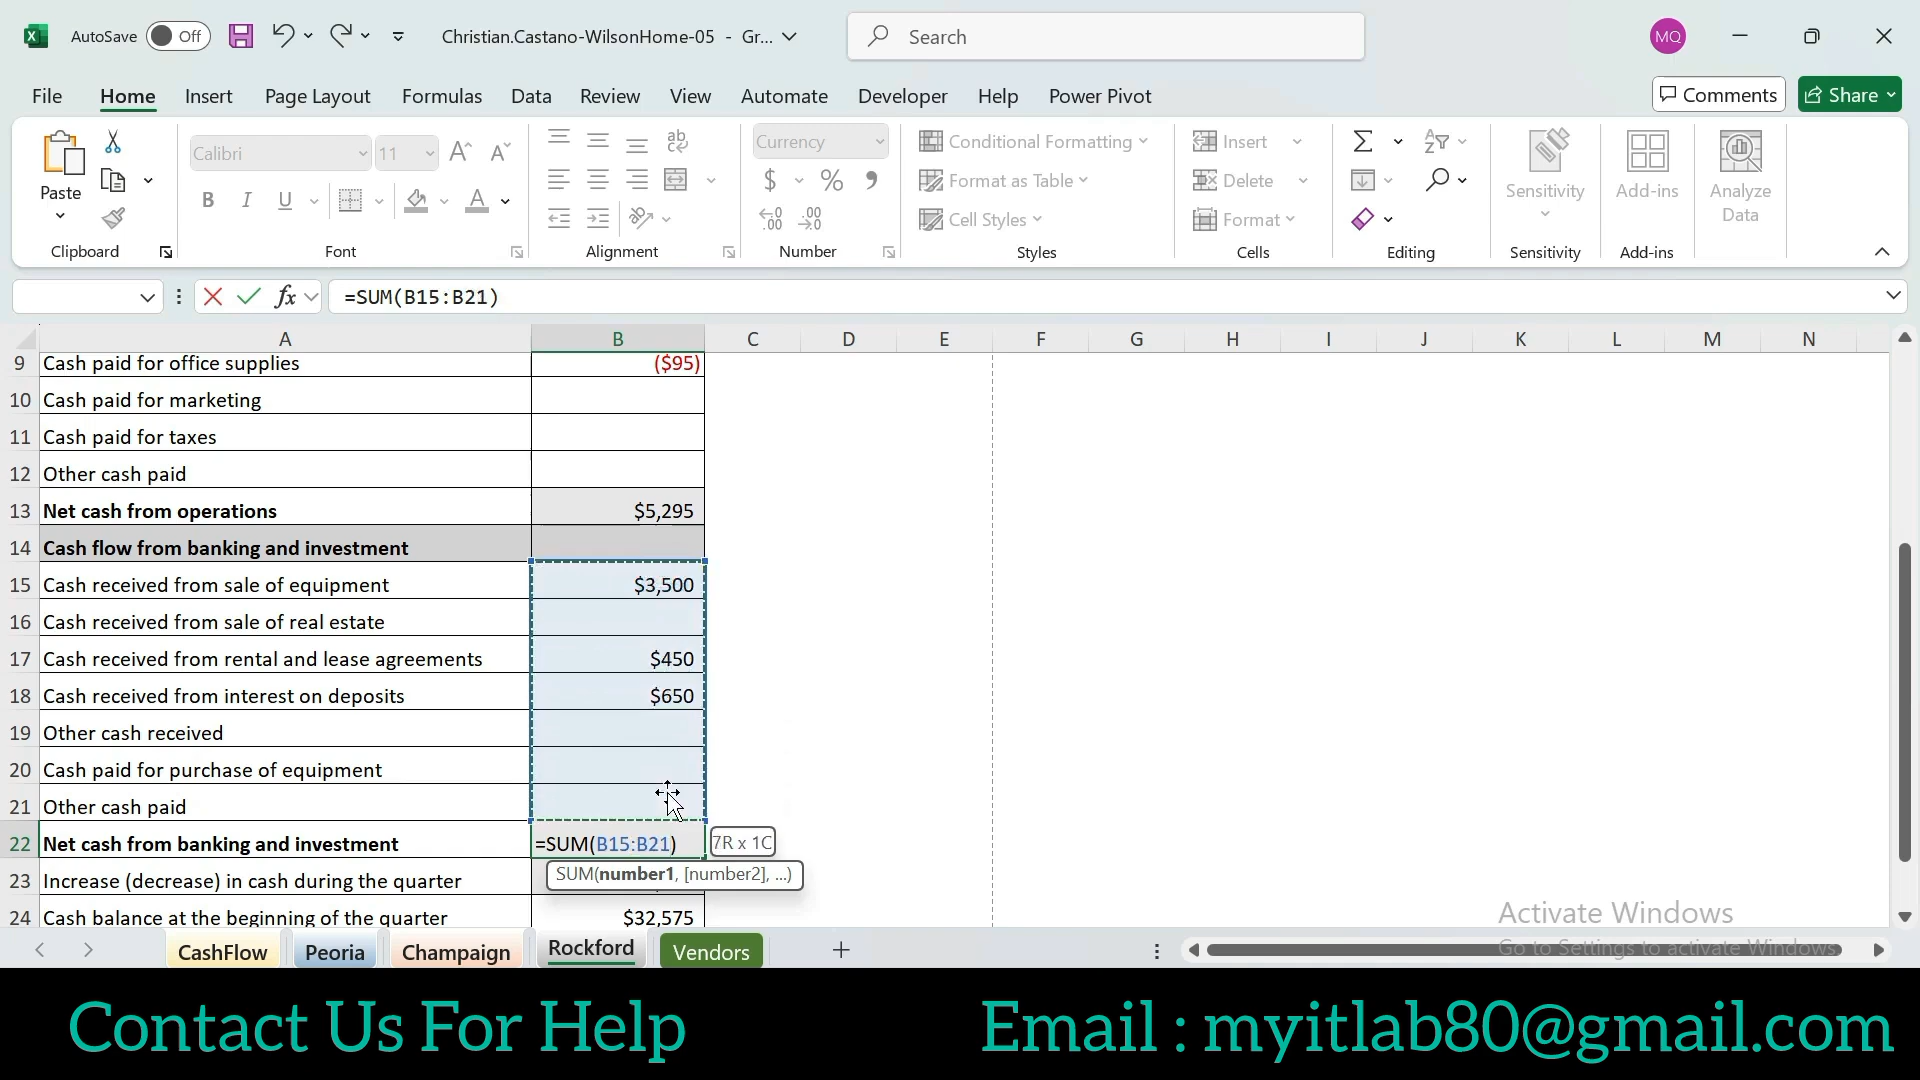 AutoSave Off Christian.Castano-WilsonHome-05 - Gr... Search MQ
File Home Insert Page Layout Formulas Data Review View Automate Developer Help Power Pivot Comments Share
Paste
Calibri 11
ab
Currency
Conditional Formatting
Format as Table
Cell Styles
Insert
Delete
Format
Sensitivity
Add-ins
Analyze
Data
Clipboard Font Alignment Number Styles Cells Editing Sensitivity Add-ins
fx =SUM(B15:B21)
A B C D E F G H I J K L M N
9 Cash paid for office supplies ($95)
10 Cash paid for marketing
11 Cash paid for taxes
12 Other cash paid
13 Net cash from operations $5,295
14 Cash flow from banking and investment
15 Cash received from sale of equipment $3,500
16 Cash received from sale of real estate
17 Cash received from rental and lease agreements $450
18 Cash received from interest on deposits $650
19 Other cash received
20 Cash paid for purchase of equipment
21 Other cash paid
22 Net cash from banking and investment =SUM(B15:B21) 7R x 1C
SUM(number1, [number2], ...)
23 Increase (decrease) in cash during the quarter
24 Cash balance at the beginning of the quarter $32,575
Activate Windows
Go to Settings to activate Windows.
CashFlow Peoria Champaign Rockford Vendors
Contact Us For Help Email : myitlab80@gmail.com